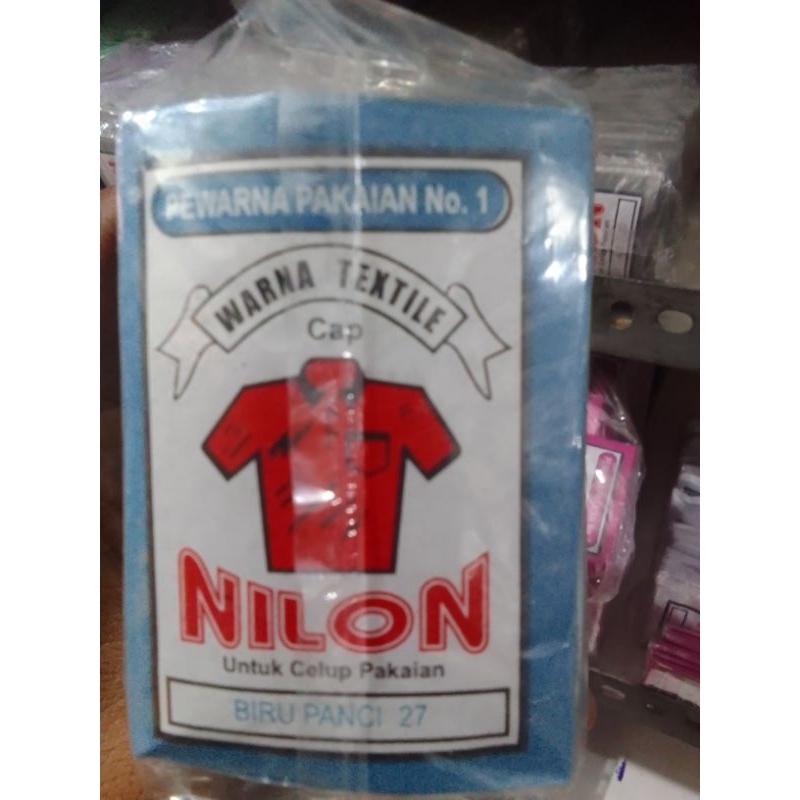 PEWARNA PAKAIAN No. 1
WARNA TEXTILE
Cap
NILON
Untuk Celup Pakaian
BIRU PANCI 27